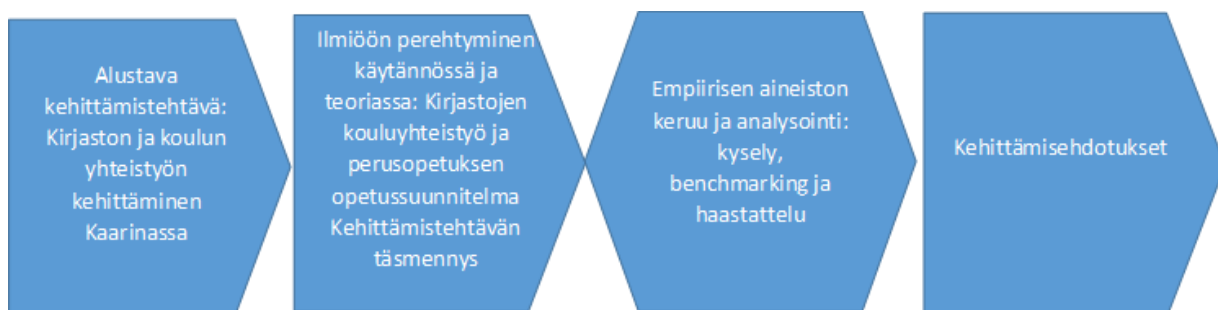 Alustava
kehittämistehtävä:
Kirjaston ja koulun
yhteistyön
kehittäminen
Kaarinassa
Ilmiöön perehtyminen
käytännössä ja
teoriassa: Kirjastojen
kouluyhteistyö ja
perusopetuksen
opetussuunnitelma
Kehittämistehtävän
täsmennys
Empiirisen aineiston
keruu ja analysointi:
kysely,
benchmarking ja
haastattelu
Kehittämisehdotukset